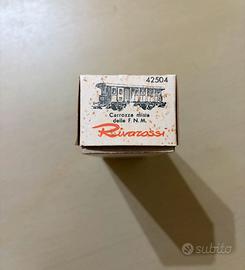 42504
Carrozza mista
delle F.N.M.
Rivarossi
subito